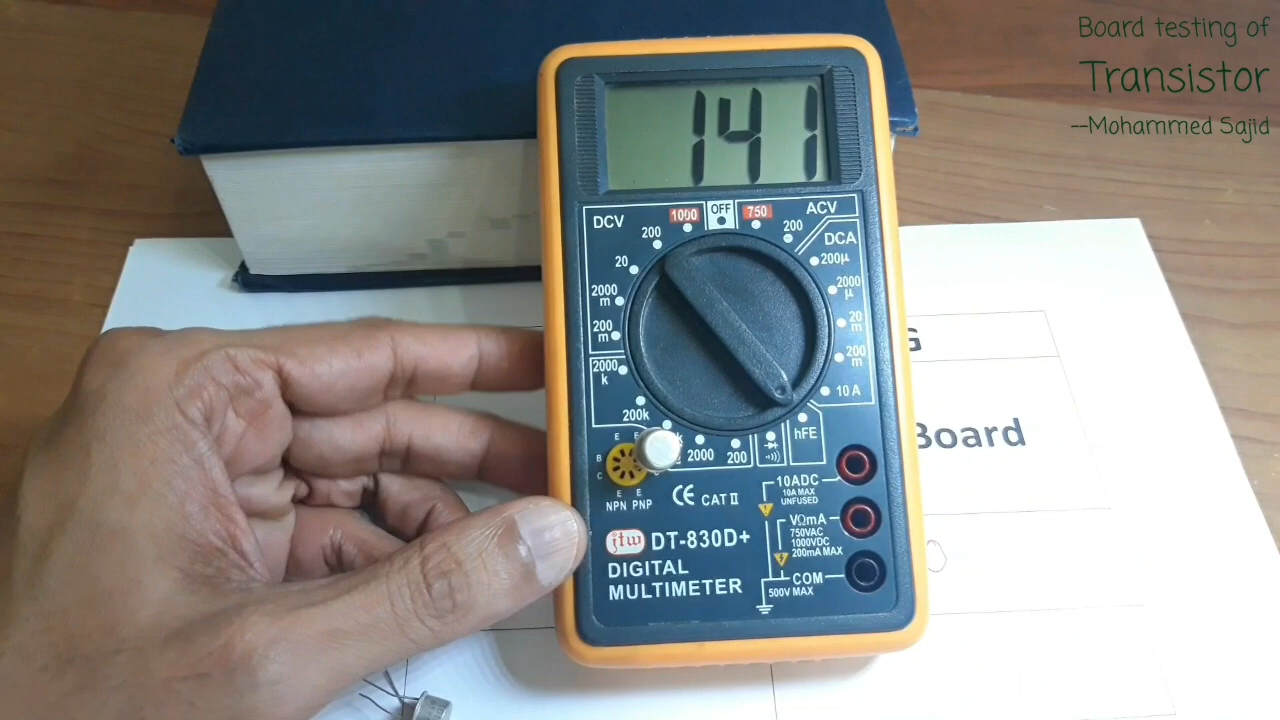 Board testing of
Transistor
--Mohammed Sajid
141
DCV
1000
OFF
750
ACV
200
200
DCA
20
200µ
2000
m
2000
µ
200
m
20
m
2000
k
200
m
200k
10 A
2000
200
hFE
E
E
B
C
E
E
NPN PNP
CE CAT II
10ADC
10A MAX
UNFUSED
VΩmA
750VAC
1000VDC
200mA MAX
COM
500V MAX
jtw DT-830D+
DIGITAL
MULTIMETER
G
Board